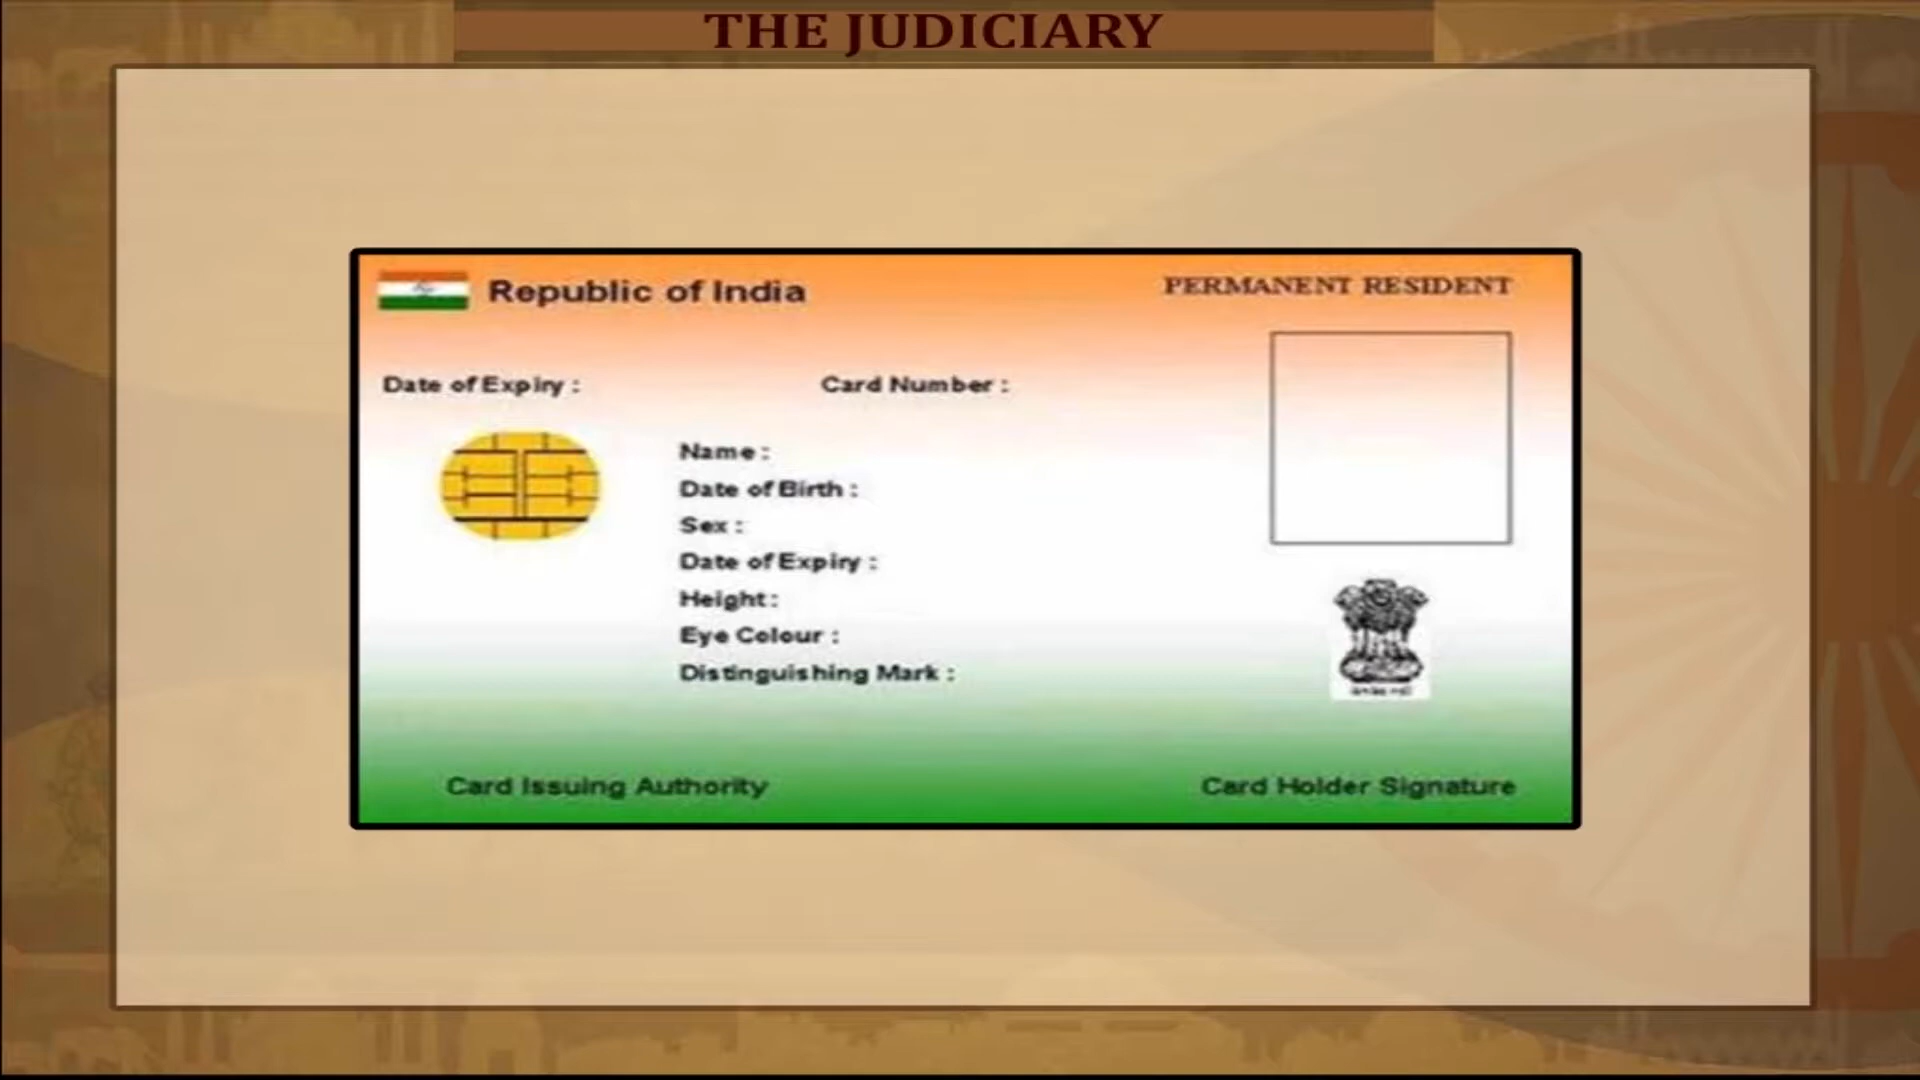 THE JUDICIARY
Republic of India
PERMANENT RESIDENT
Date of Expiry :
Card Number :
Name :
Date of Birth :
Sex :
Date of Expiry :
Height :
Eye Colour :
Distinguishing Mark :
Card Issuing Authority
Card Holder Signature